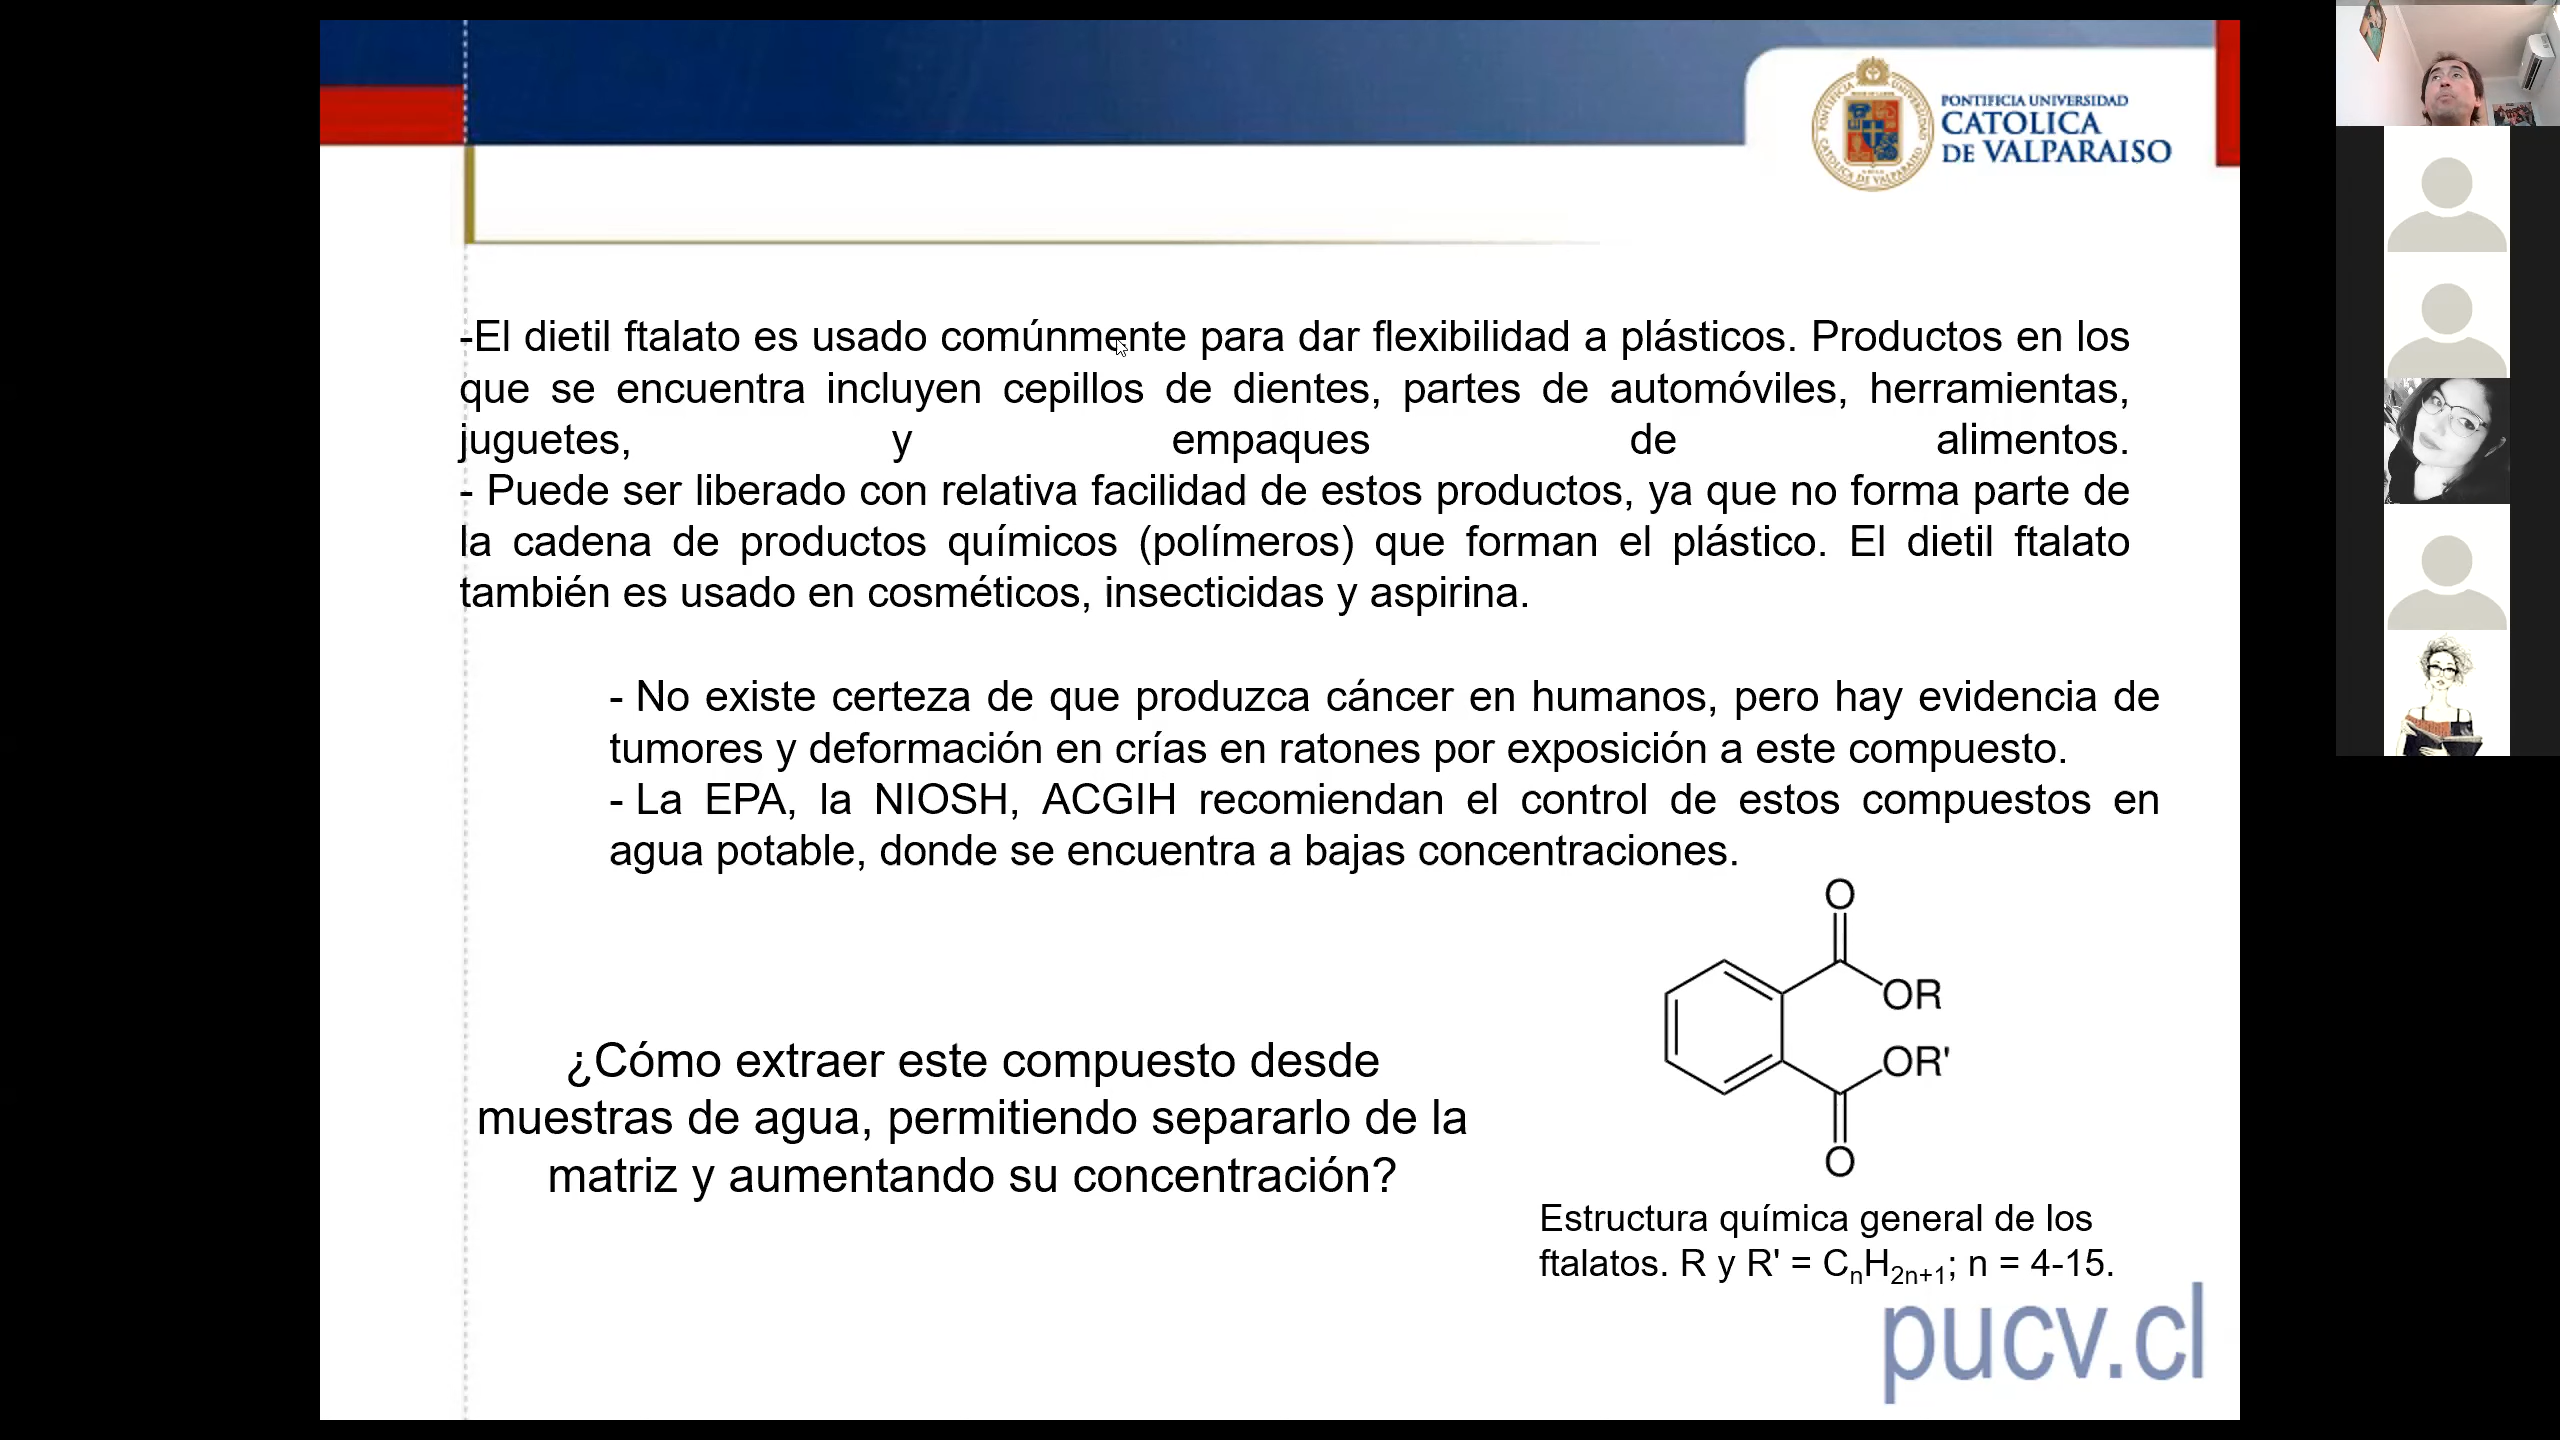 PONTIFICIA UNIVERSIDAD
CATOLICA
DE VALPARAISO
-El dietil ftalato es usado comúnmente para dar flexibilidad a plásticos. Productos en los
que se encuentra incluyen cepillos de dientes, partes de automóviles, herramientas,
juguetes, y empaques de alimentos.
- Puede ser liberado con relativa facilidad de estos productos, ya que no forma parte de
la cadena de productos químicos (polímeros) que forman el plástico. El dietil ftalato
también es usado en cosméticos, insecticidas y aspirina.
- No existe certeza de que produzca cáncer en humanos, pero hay evidencia de
tumores y deformación en crías en ratones por exposición a este compuesto.
- La EPA, la NIOSH, ACGIH recomiendan el control de estos compuestos en
agua potable, donde se encuentra a bajas concentraciones.
O
OR
OR'
O
¿Cómo extraer este compuesto desde
muestras de agua, permitiendo separarlo de la
matriz y aumentando su concentración?
Estructura química general de los
ftalatos. R y R' = CnH2n+1; n = 4-15.
pucv.cl